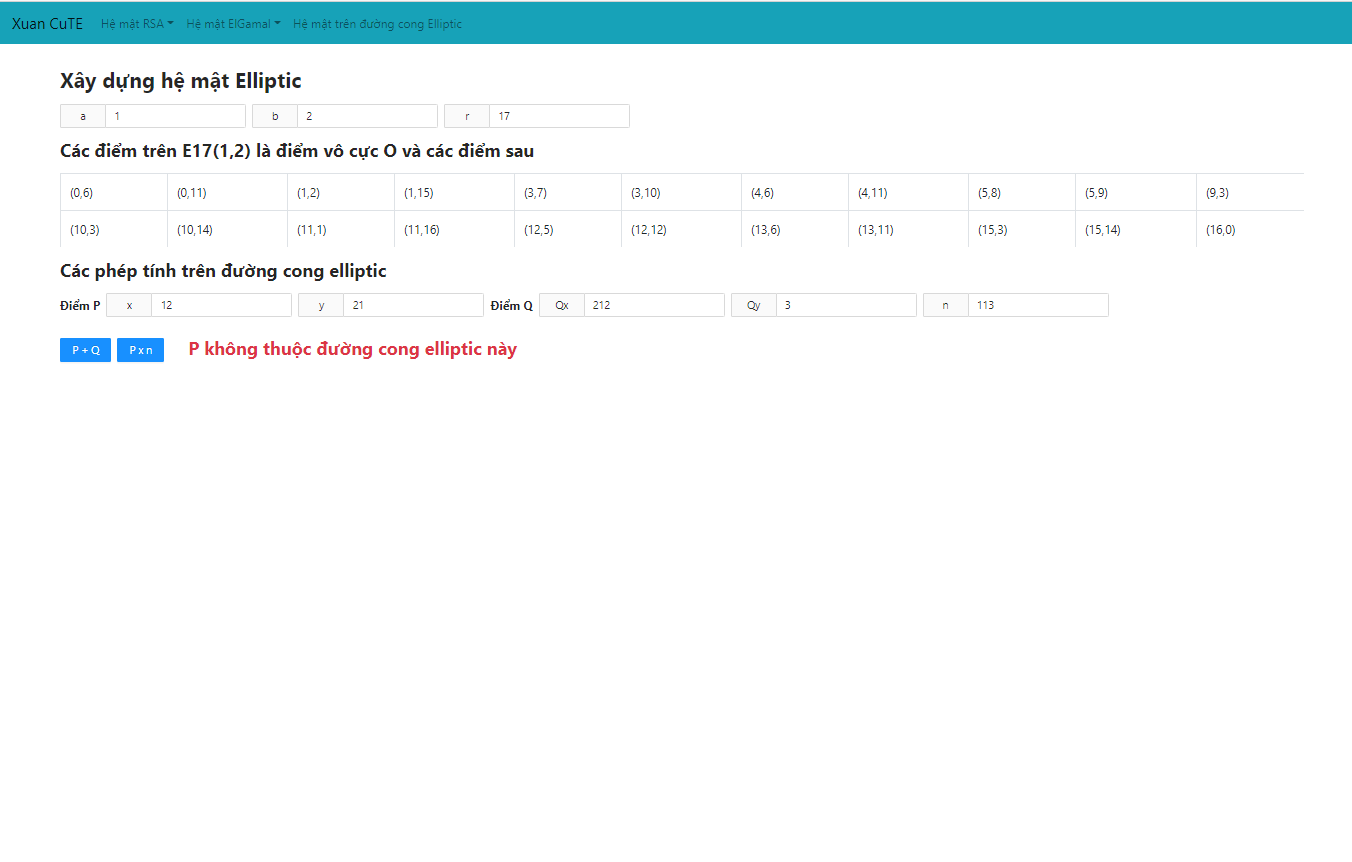 Xuan CuTE Hệ mật RSA Hệ mật ElGamal Hệ mật trên đường cong Elliptic
Xây dựng hệ mật Elliptic
a 1 b 2 r 17
Các điểm trên E17(1,2) là điểm vô cực O và các điểm sau
(0,6) (0,11) (1,2) (1,15) (3,7) (3,10) (4,6) (4,11) (5,8) (5,9) (9,3)
(10,3) (10,14) (11,1) (11,16) (12,5) (12,12) (13,6) (13,11) (15,3) (15,14) (16,0)
Các phép tính trên đường cong elliptic
Điểm P x 12 y 21 Điểm Q Qx 212 Qy 3 n 113
P + Q P x n P không thuộc đường cong elliptic này